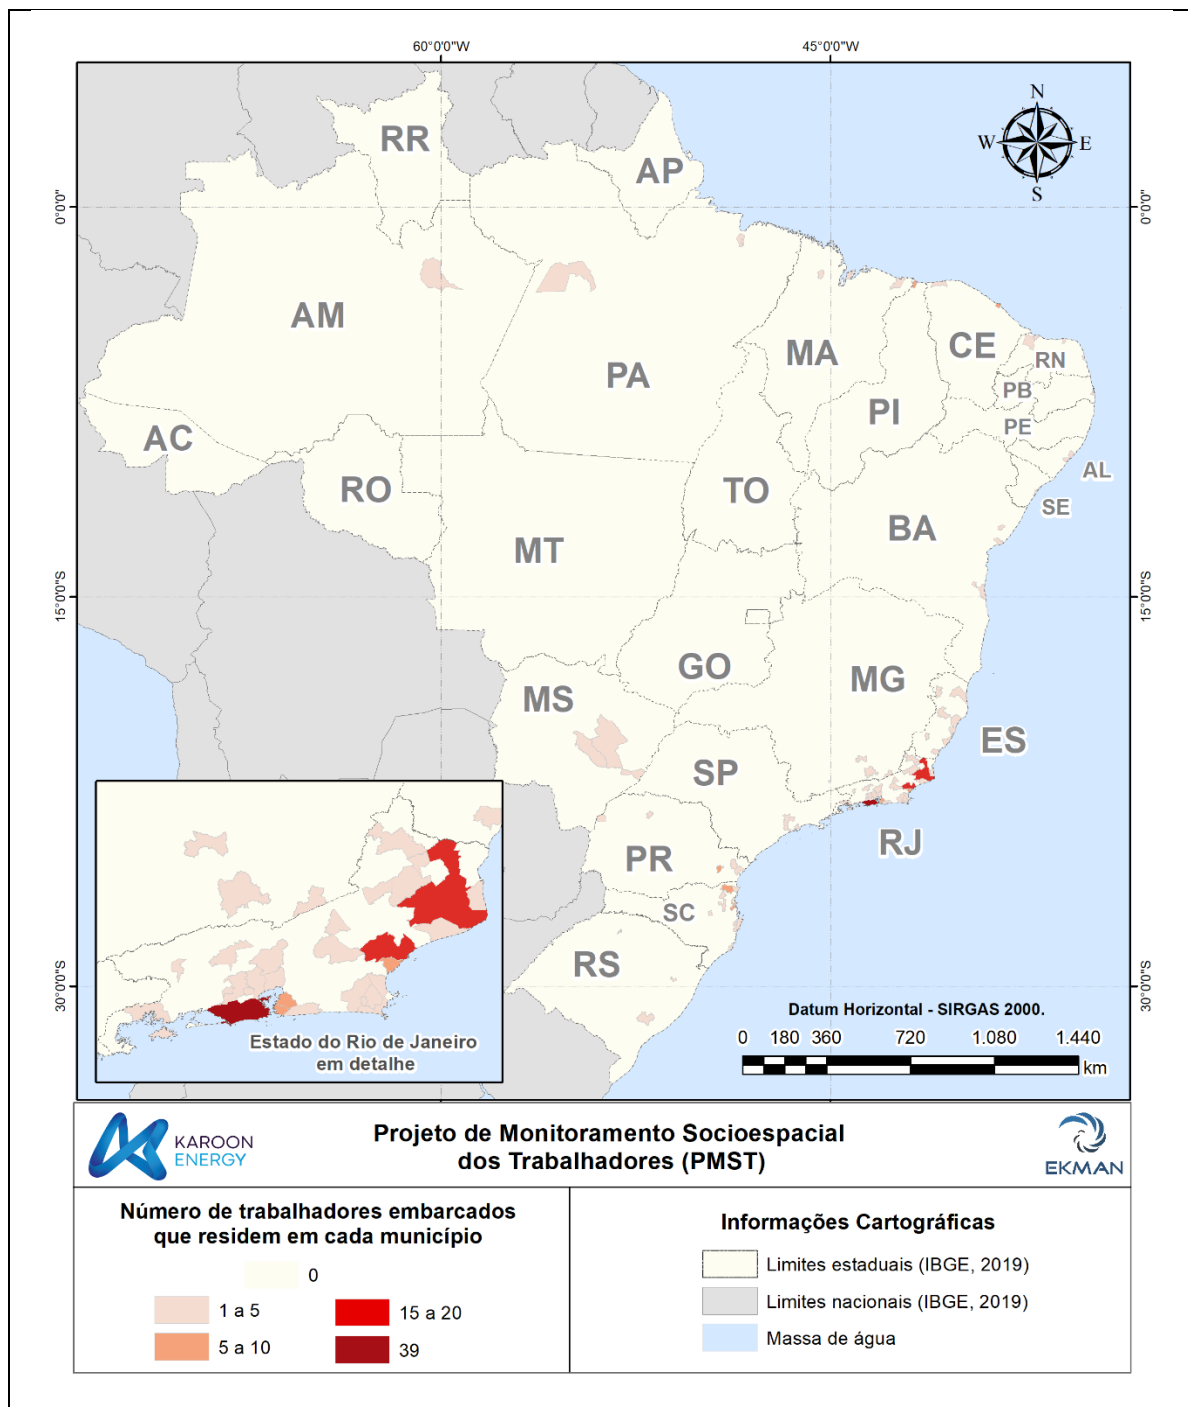 60°0'0"W
45°0'0"W
N
W
E
S
RR
AP
0°0'0"
0°0'0"
AM
PA
MA
CE
RN
PB
PI
PE
AC
RO
TO
AL
SE
BA
MT
15°0'0"S
15°0'0"S
GO
MG
MS
ES
SP
RJ
PR
SC
RS
30°0'0"S
30°0'0"S
Estado do Rio de Janeiro
em detalhe
Datum Horizontal - SIRGAS 2000.
0 180 360 720 1.080 1.440
km
KAROON
ENERGY
Projeto de Monitoramento Socioespacial
dos Trabalhadores (PMST)
EKMAN
Número de trabalhadores embarcados
que residem em cada município
0
1 a 5
15 a 20
5 a 10
39
Informações Cartográficas
Limites estaduais (IBGE, 2019)
Limites nacionais (IBGE, 2019)
Massa de água